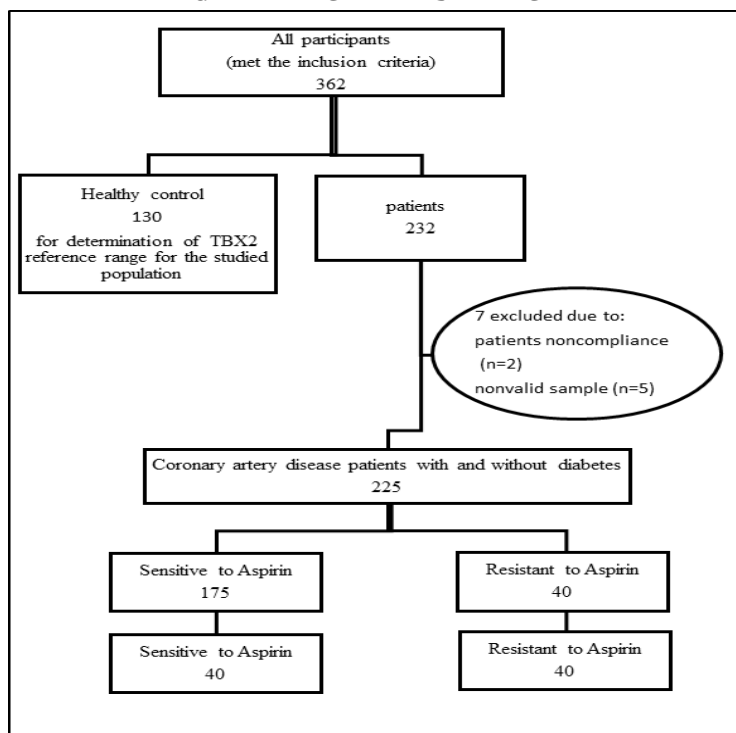 All participants
(met the inclusion criteria)
362
Healthy control
130
for determination of TBX2
reference range for the studied
population
patients
232
7 excluded due to:
patients noncompliance
(n=2)
nonvalid sample (n=5)
Coronary artery disease patients with and without diabetes
225
Sensitive to Aspirin
175
Resistant to Aspirin
40
Sensitive to Aspirin
40
Resistant to Aspirin
40